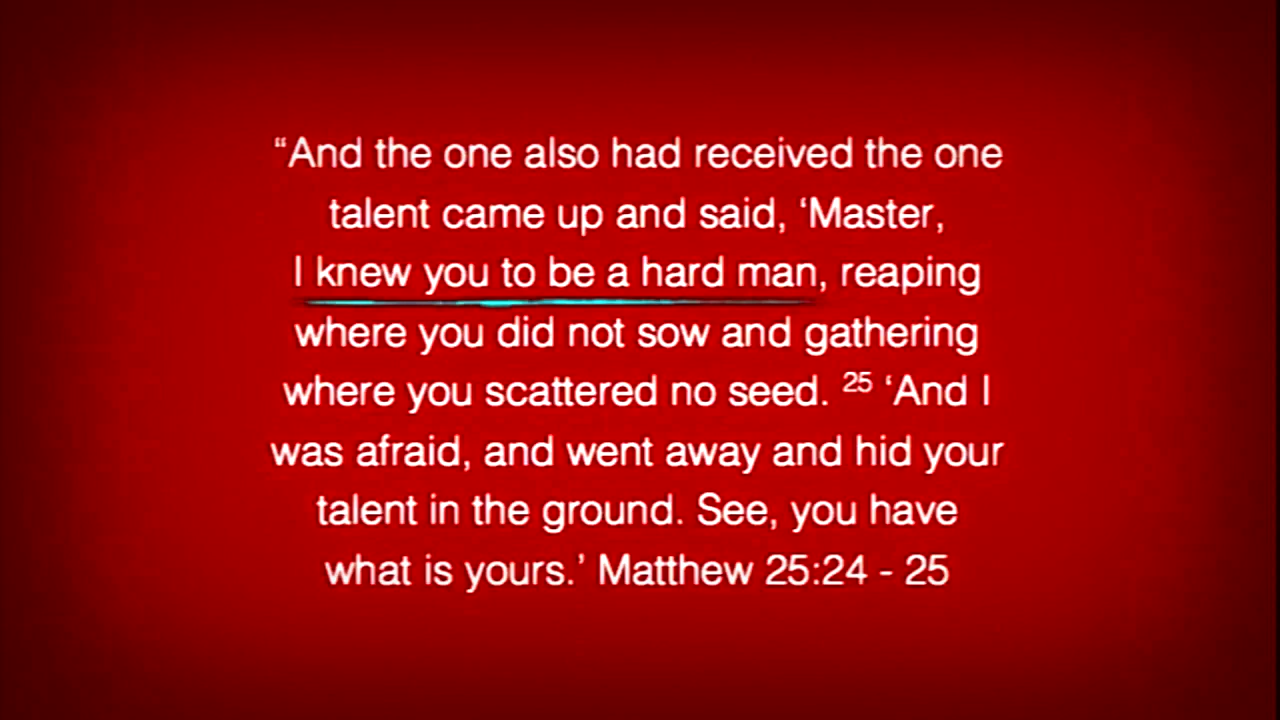 “And the one also had received the one
talent came up and said, ‘Master,
I knew you to be a hard man, reaping
where you did not sow and gathering
where you scattered no seed. 25 ‘And I
was afraid, and went away and hid your
talent in the ground. See, you have
what is yours.’ Matthew 25:24 - 25